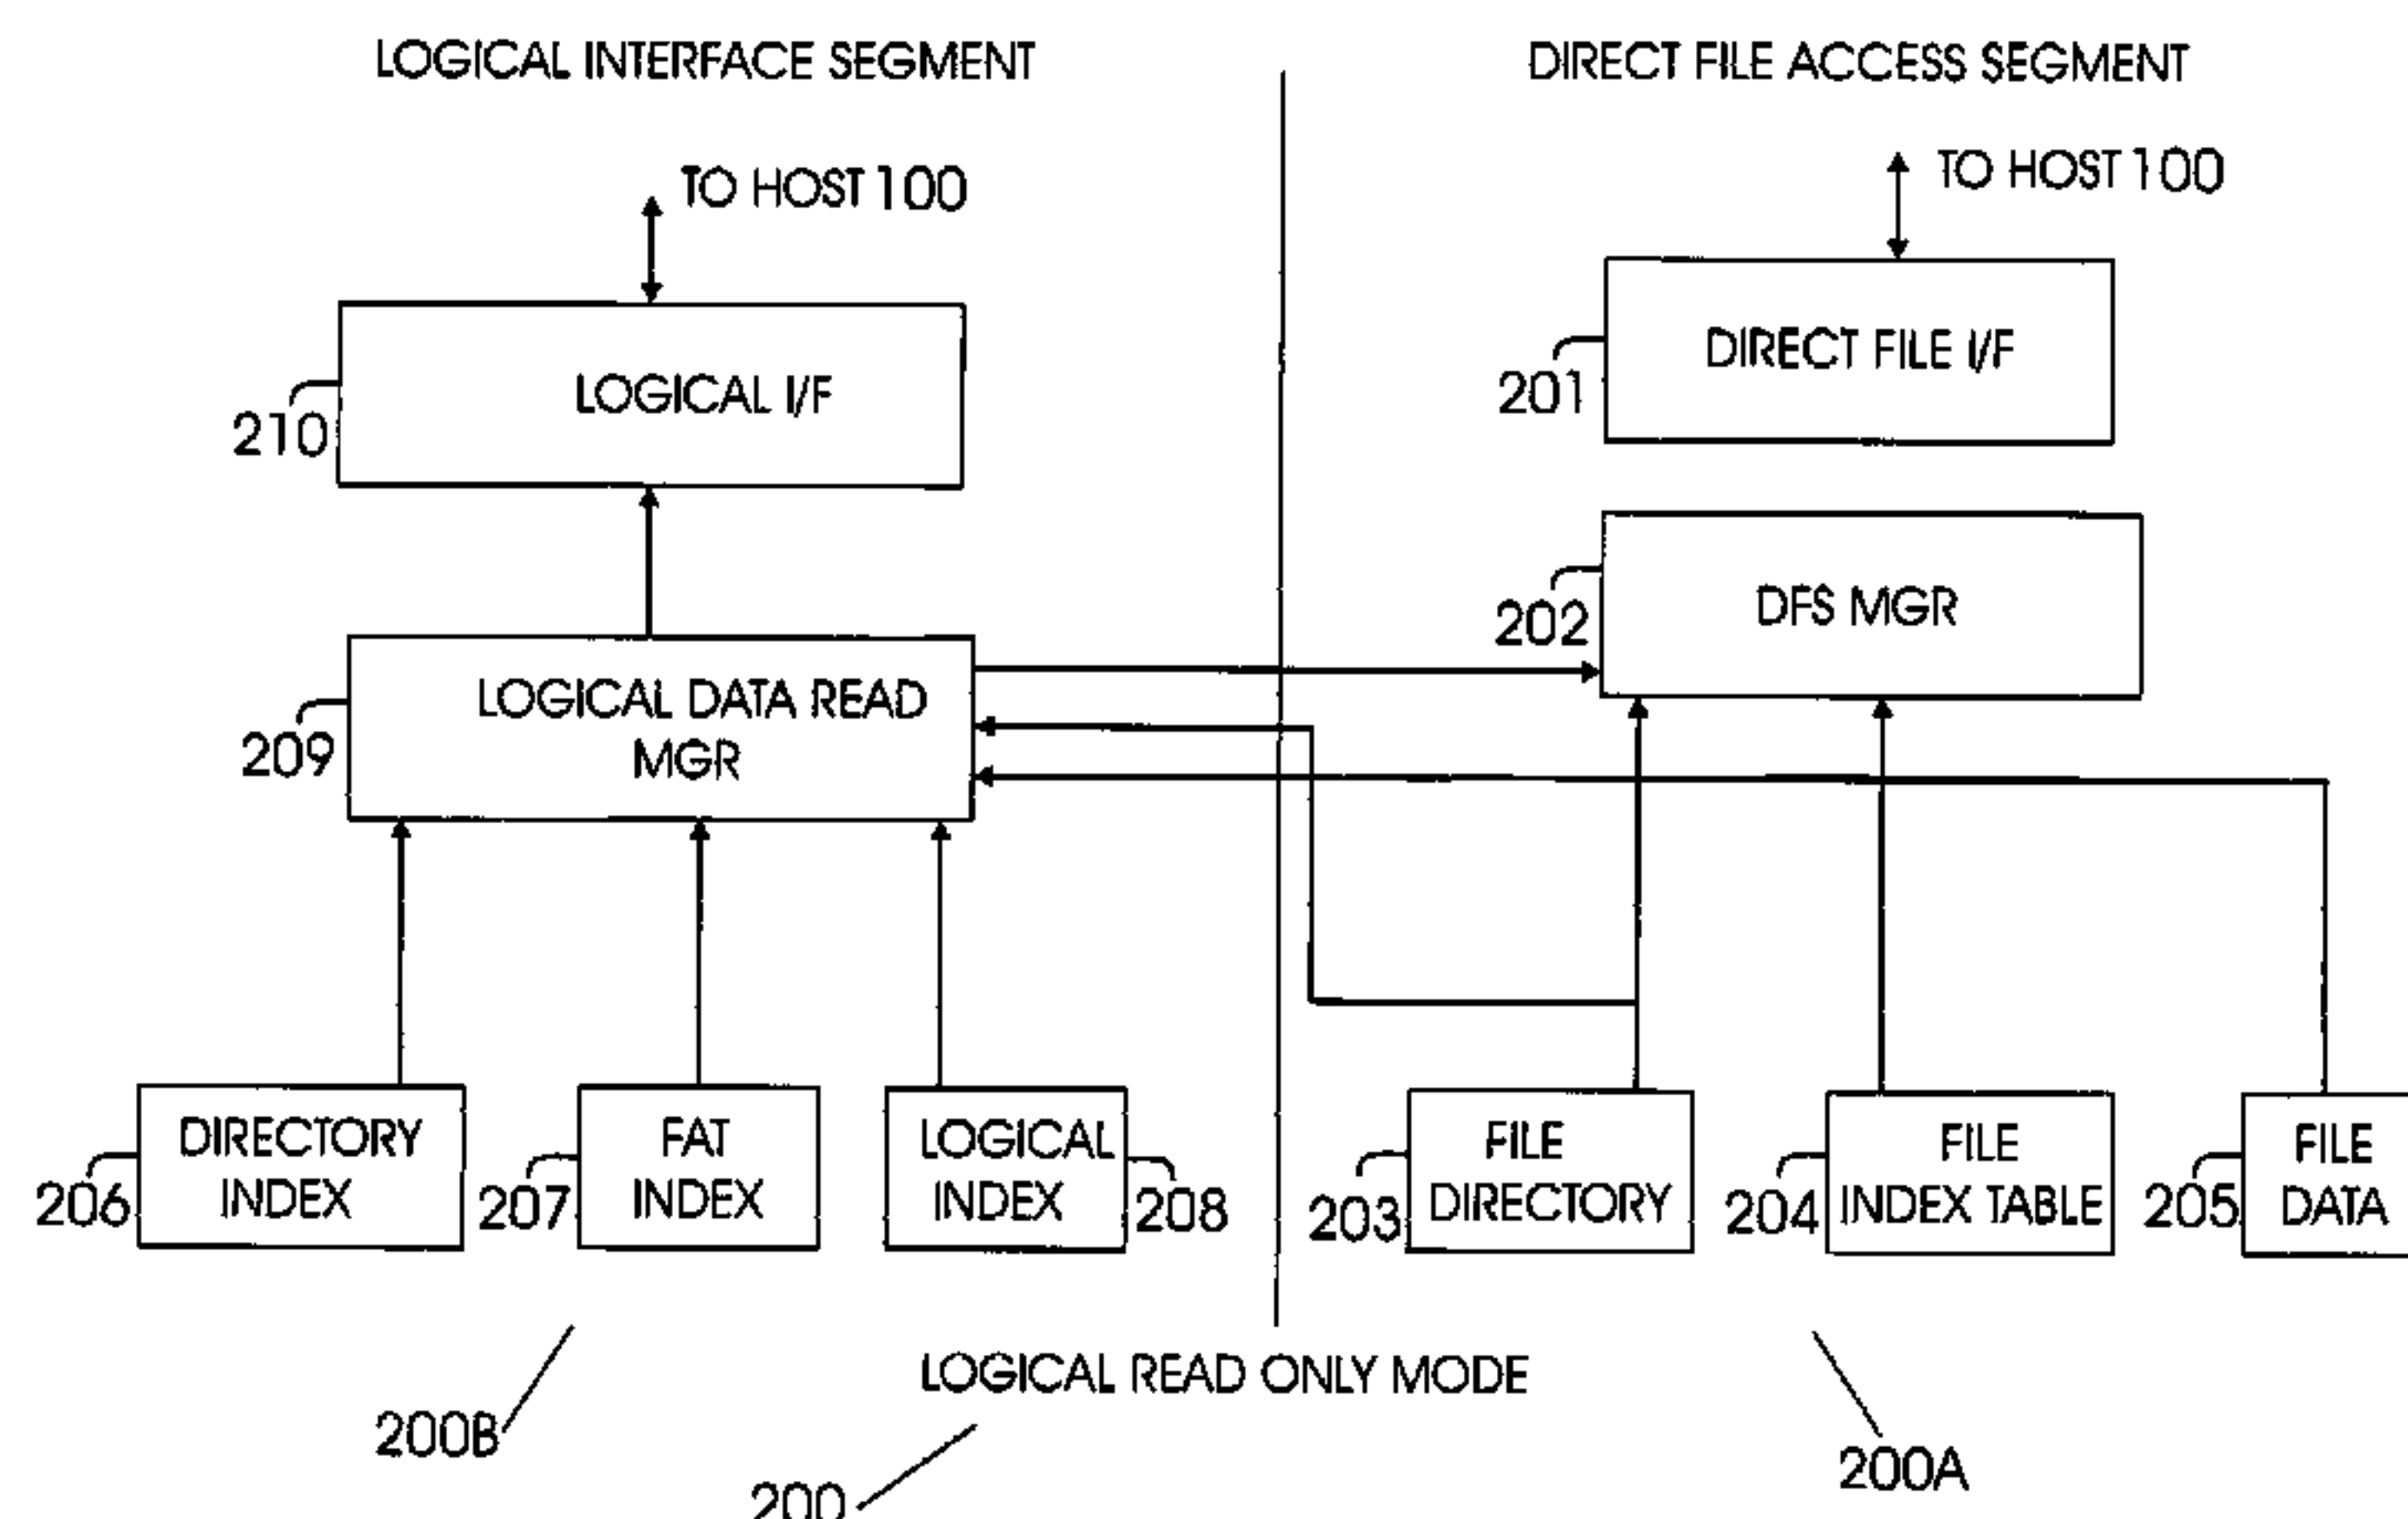 LOGICAL INTERFACE SEGMENT
DIRECT FILE ACCESS SEGMENT
TO HOST 100
TO HOST 100
LOGICAL I/F
210
DIRECT FILE I/F
201
DFS MGR
202
LOGICAL DATA READ
MGR
209
DIRECTORY
INDEX
206
FAT
INDEX
207
LOGICAL
INDEX
208
FILE
DIRECTORY
203
FILE
INDEX TABLE
204
FILE
DATA
205
LOGICAL READ ONLY MODE
200B
200
200A